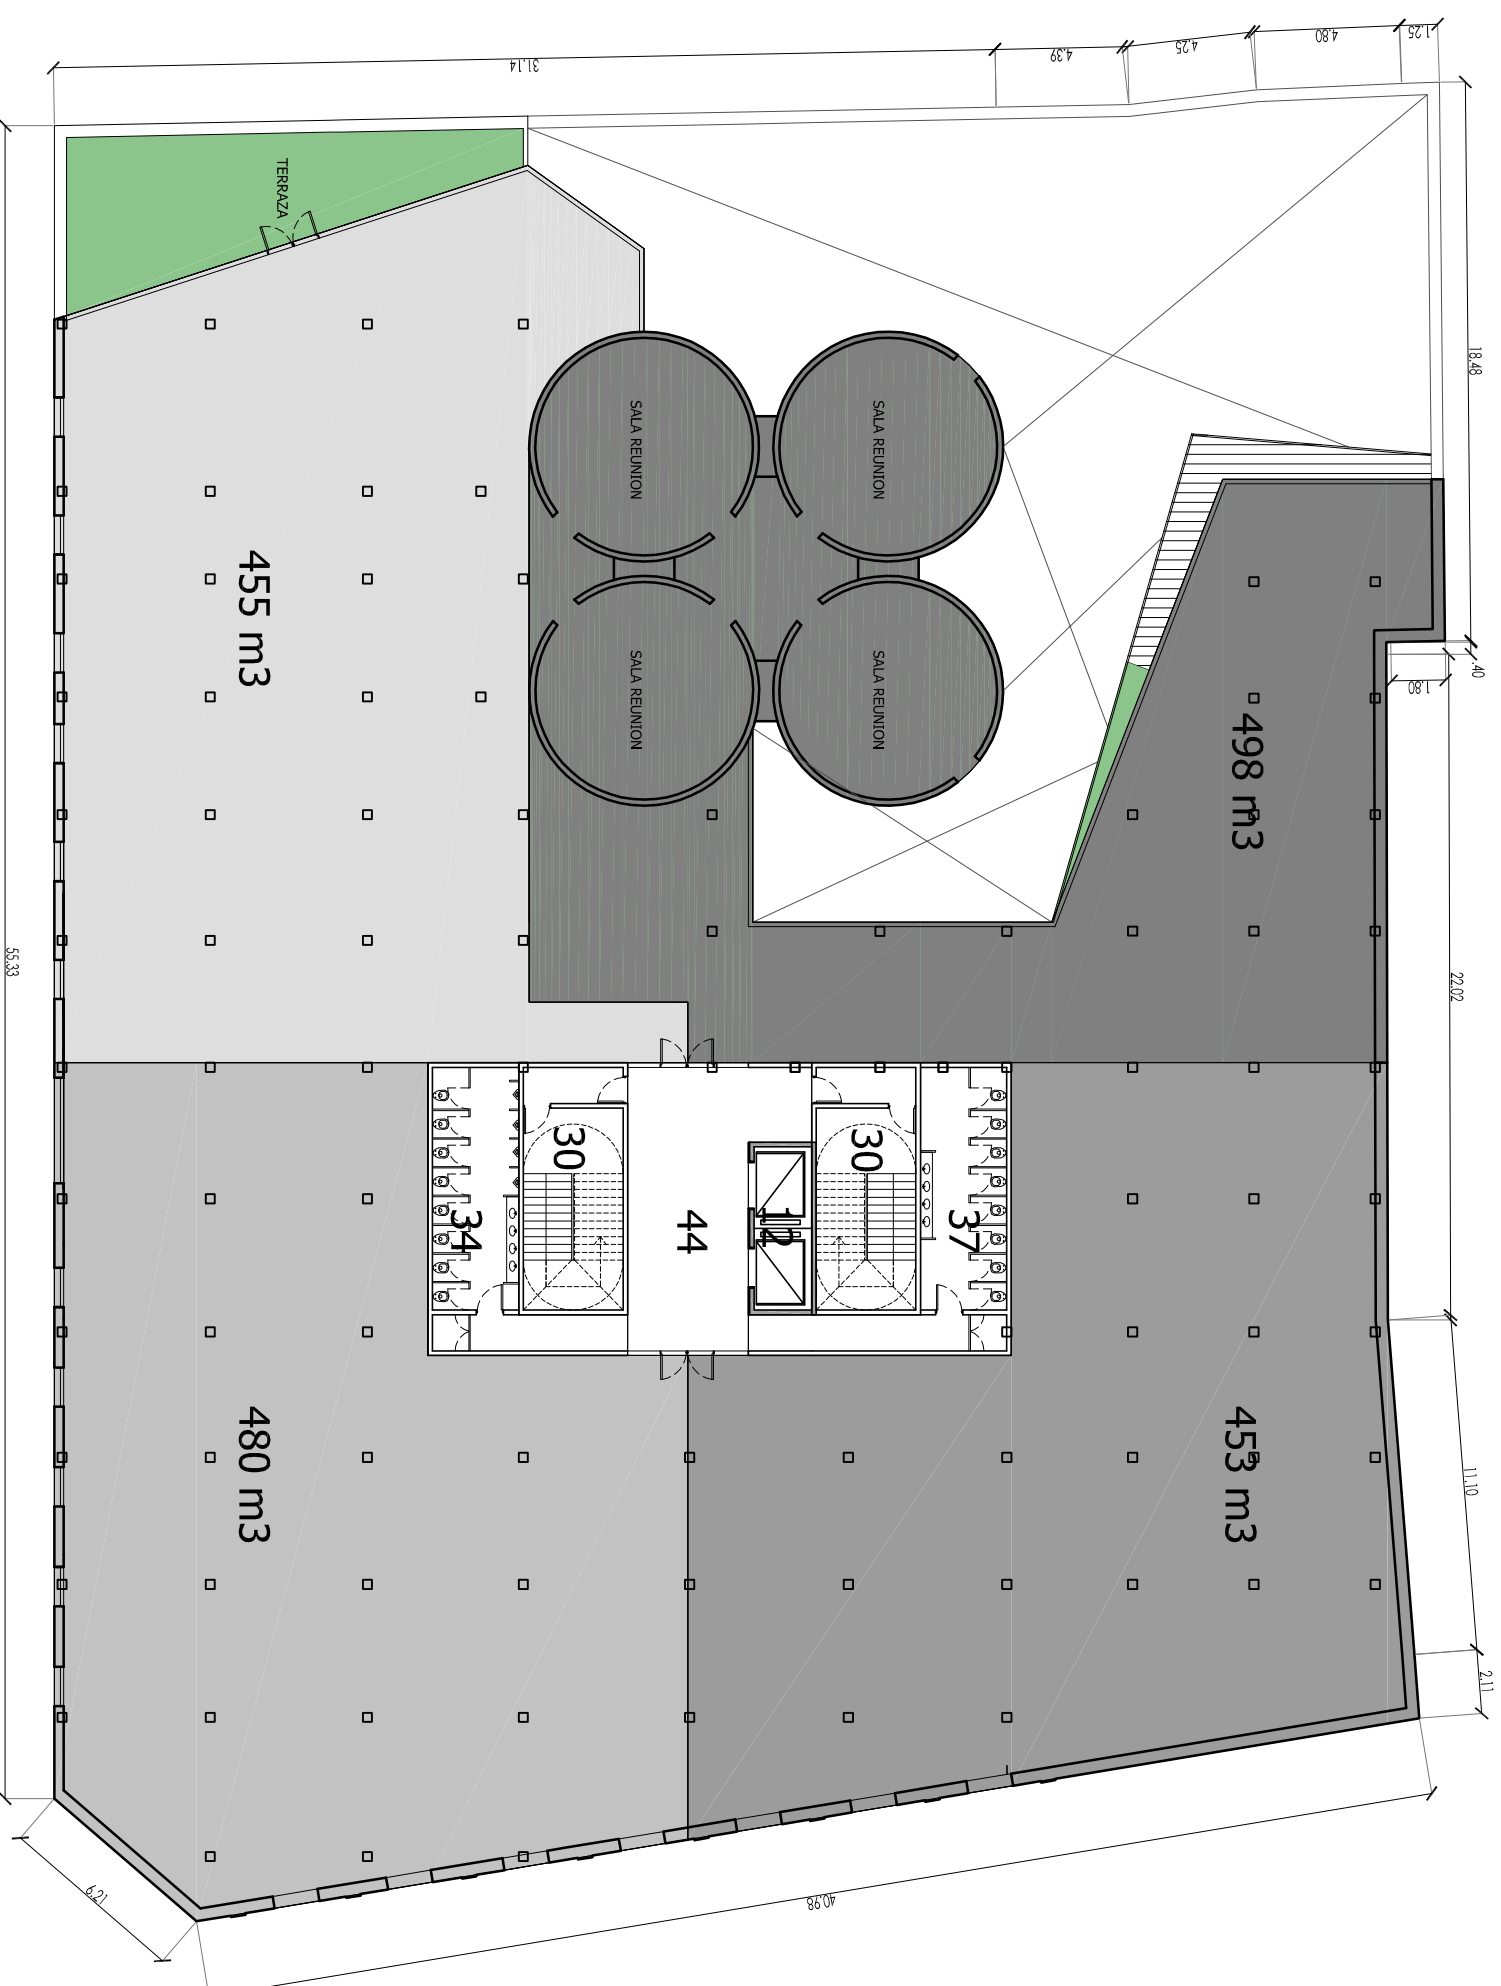 31.14
4.39
4.25
4.80
1.25
TERRAZA
18.48
SALA REUNION
SALA REUNION
455 m3
SALA REUNION
SALA REUNION
.40
1.80
498 m3
55.33
22.02
30
30
34
44
12
37
480 m3
453 m3
11.10
2.11
6.21
40.98